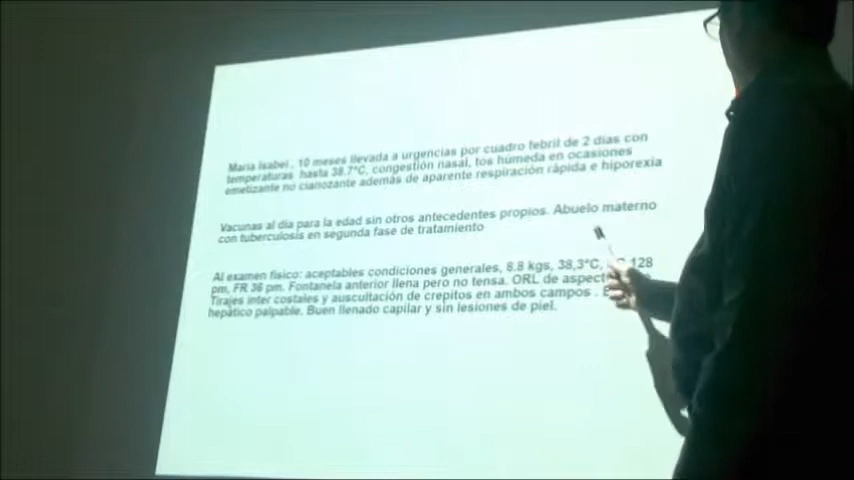 María Isabel , 10 meses llevada a urgencias por cuadro febril de 2 días con
temperaturas hasta 38.7°C, congestión nasal, tos húmeda en ocasiones
emetizante no cianozante además de aparente respiración rápida e hiporexia
Vacunas al día para la edad sin otros antecedentes propios. Abuelo materno
con tuberculosis en segunda fase de tratamiento
Al examen físico: aceptables condiciones generales, 8.8 kgs, 38,3°C, 128
pm, FR 36 pm. Fontanela anterior llena pero no tensa. ORL de aspecto
Tirajes inter costales y auscultación de crepitos en ambos campos .
hepático palpable. Buen llenado capilar y sin lesiones de piel.